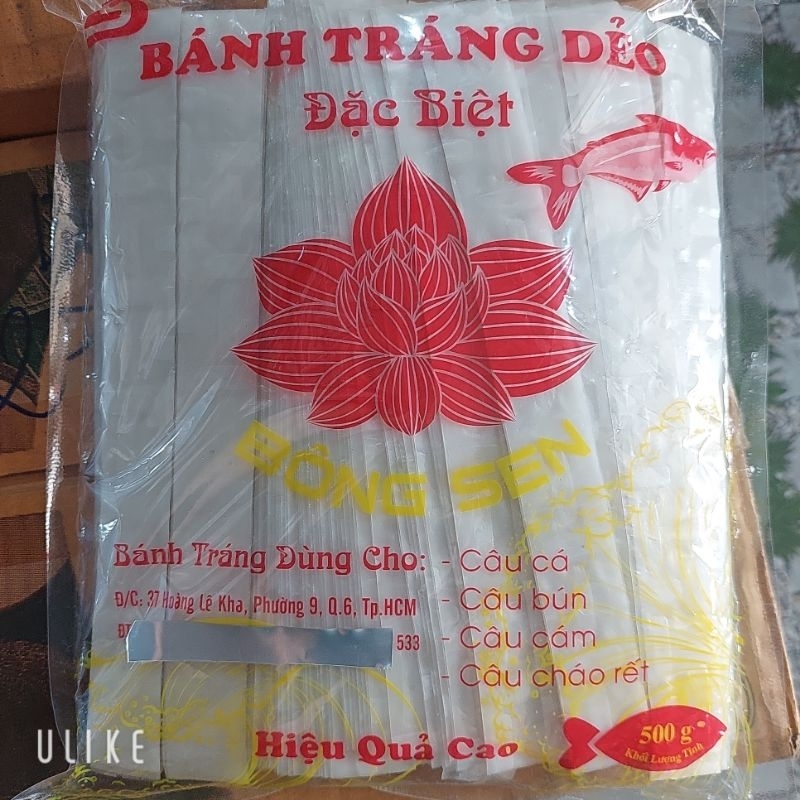 BÁNH TRÁNG DẺO
Đặc Biệt
BÔNG SEN
Bánh Tráng Dùng Cho: - Câu cá
- Câu bún
- Câu cám
- Câu cháo rết
Đ/C: 37 Hoàng Lê Kha, Phường 9, Q.6, Tp.HCM
533
Hiệu Quả Cao
500 g
Khối Lượng Tịnh
ULIKE